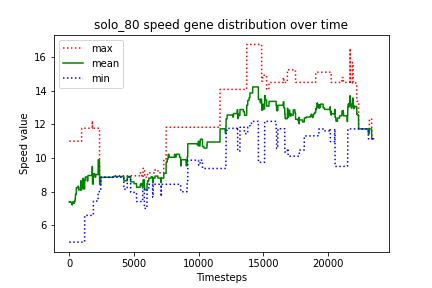 solo_80 speed gene distribution over time
max
mean
min
Speed value
16
14
12
10
8
6
0
5000
10000
15000
20000
Timesteps